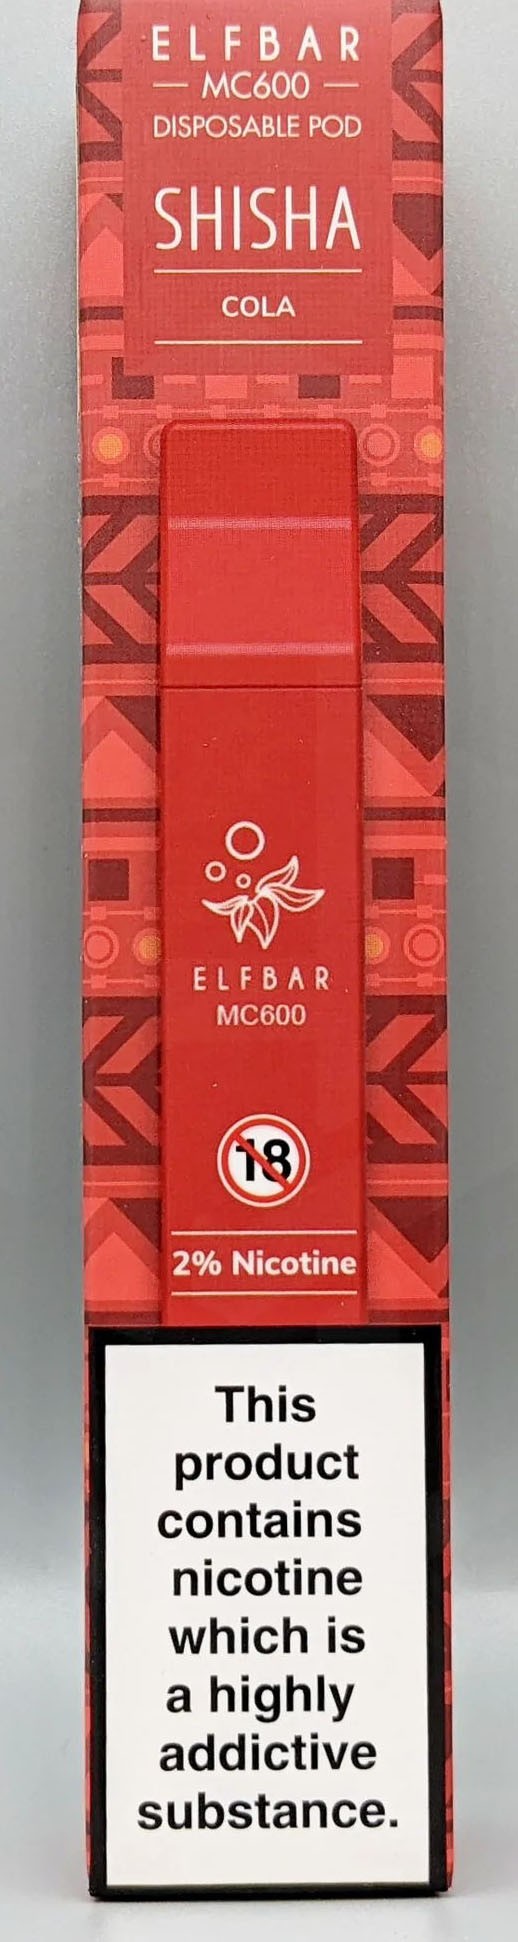 ELFBAR
— MC600 —
DISPOSABLE POD
SHISHA
COLA
ELFBAR
MC600
18
2% Nicotine
This
product
contains
nicotine
which is
a highly
addictive
substance.